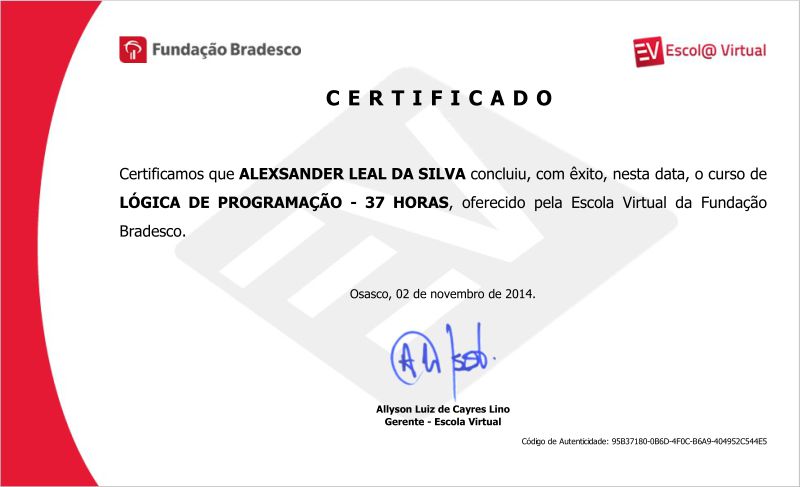 Fundação Bradesco
EV Escol@ Virtual
CERTIFICADO
Certificamos que ALEXSANDER LEAL DA SILVA concluiu, com êxito, nesta data, o curso de
LÓGICA DE PROGRAMAÇÃO - 37 HORAS, oferecido pela Escola Virtual da Fundação
Bradesco.
Osasco, 02 de novembro de 2014.
Allyson Luiz de Cayres Lino
Gerente - Escola Virtual
Código de Autenticidade: 95B37180-0B6D-4F0C-B6A9-404952C544E5